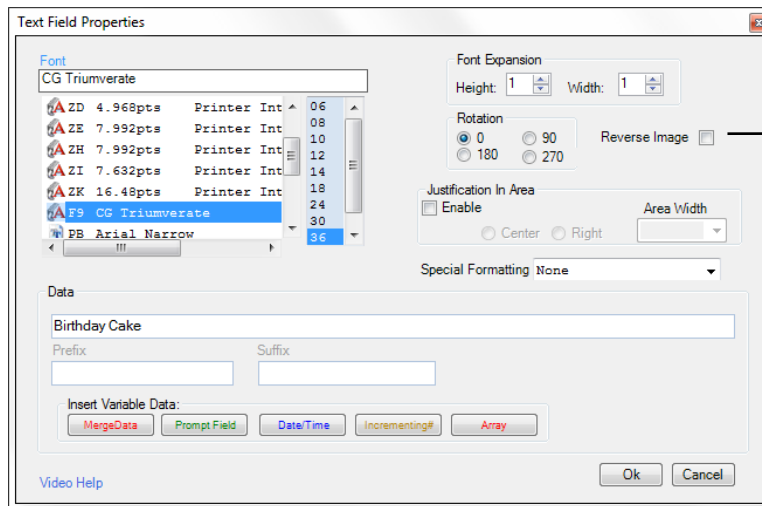 Text Field Properties
Font
CG Triumverate
ZD 4.968pts Printer Int
ZE 7.992pts Printer Int
ZH 7.992pts Printer Int
ZI 7.632pts Printer Int
ZK 16.48pts Printer Int
F9 CG Triumverate
PB Arial Narrow
06
08
10
12
14
18
24
30
36
Font Expansion
Height: 1 Width: 1
Rotation
0 90
180 270
Reverse Image
Justification In Area
Enable
Center Right
Area Width
Special Formatting None
Data
Birthday Cake
Prefix Suffix
Insert Variable Data:
MergeData Prompt Field Date/Time Incrementing# Array
Video Help
Ok Cancel